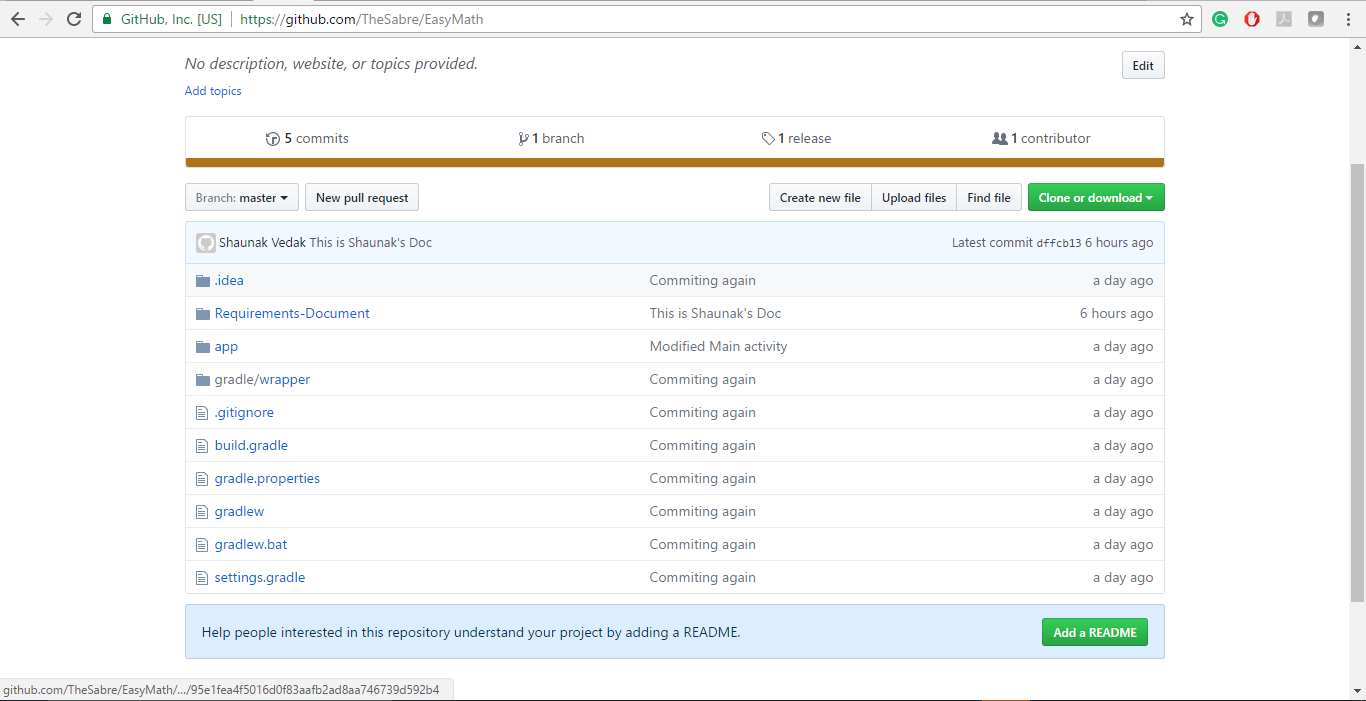 GitHub, Inc. [US] https://github.com/TheSabre/EasyMath
No description, website, or topics provided.
Edit
Add topics
5 commits 1 branch 1 release 1 contributor
Branch: master New pull request Create new file Upload files Find file Clone or download
Shaunak Vedak This is Shaunak's Doc Latest commit dffcb13 6 hours ago
.idea Commiting again a day ago
Requirements-Document This is Shaunak's Doc 6 hours ago
app Modified Main activity a day ago
gradle/wrapper Commiting again a day ago
.gitignore Commiting again a day ago
build.gradle Commiting again a day ago
gradle.properties Commiting again a day ago
gradlew Commiting again a day ago
gradlew.bat Commiting again a day ago
settings.gradle Commiting again a day ago
Help people interested in this repository understand your project by adding a README. Add a README
github.com/TheSabre/EasyMath/.../95e1fea4f5016d0f83aafb2ad8aa746739d592b4